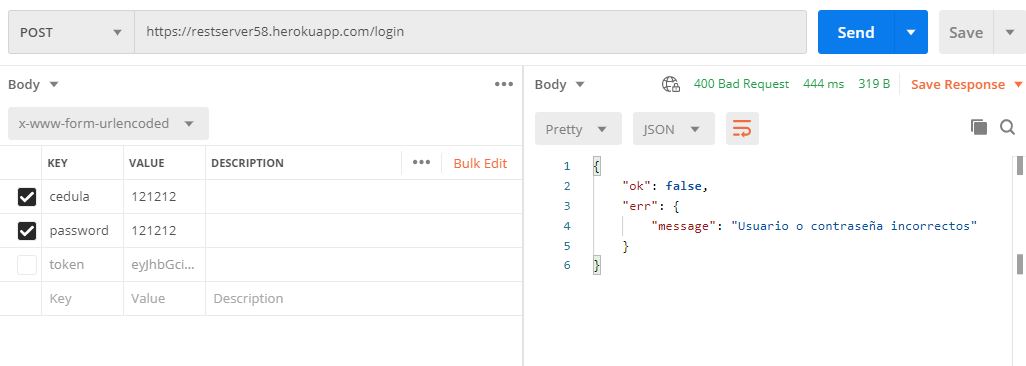 POST https://restserver58.herokuapp.com/login Send Save
Body ••• Body 400 Bad Request 444 ms 319 B Save Response
x-www-form-urlencoded Pretty JSON
KEY VALUE DESCRIPTION ••• Bulk Edit
cedula 121212
password 121212
token eyJhbGci...
Key Value Description
1 {
2 "ok": false,
3 "err": {
4 "message": "Usuario o contraseña incorrectos"
5 }
6 }